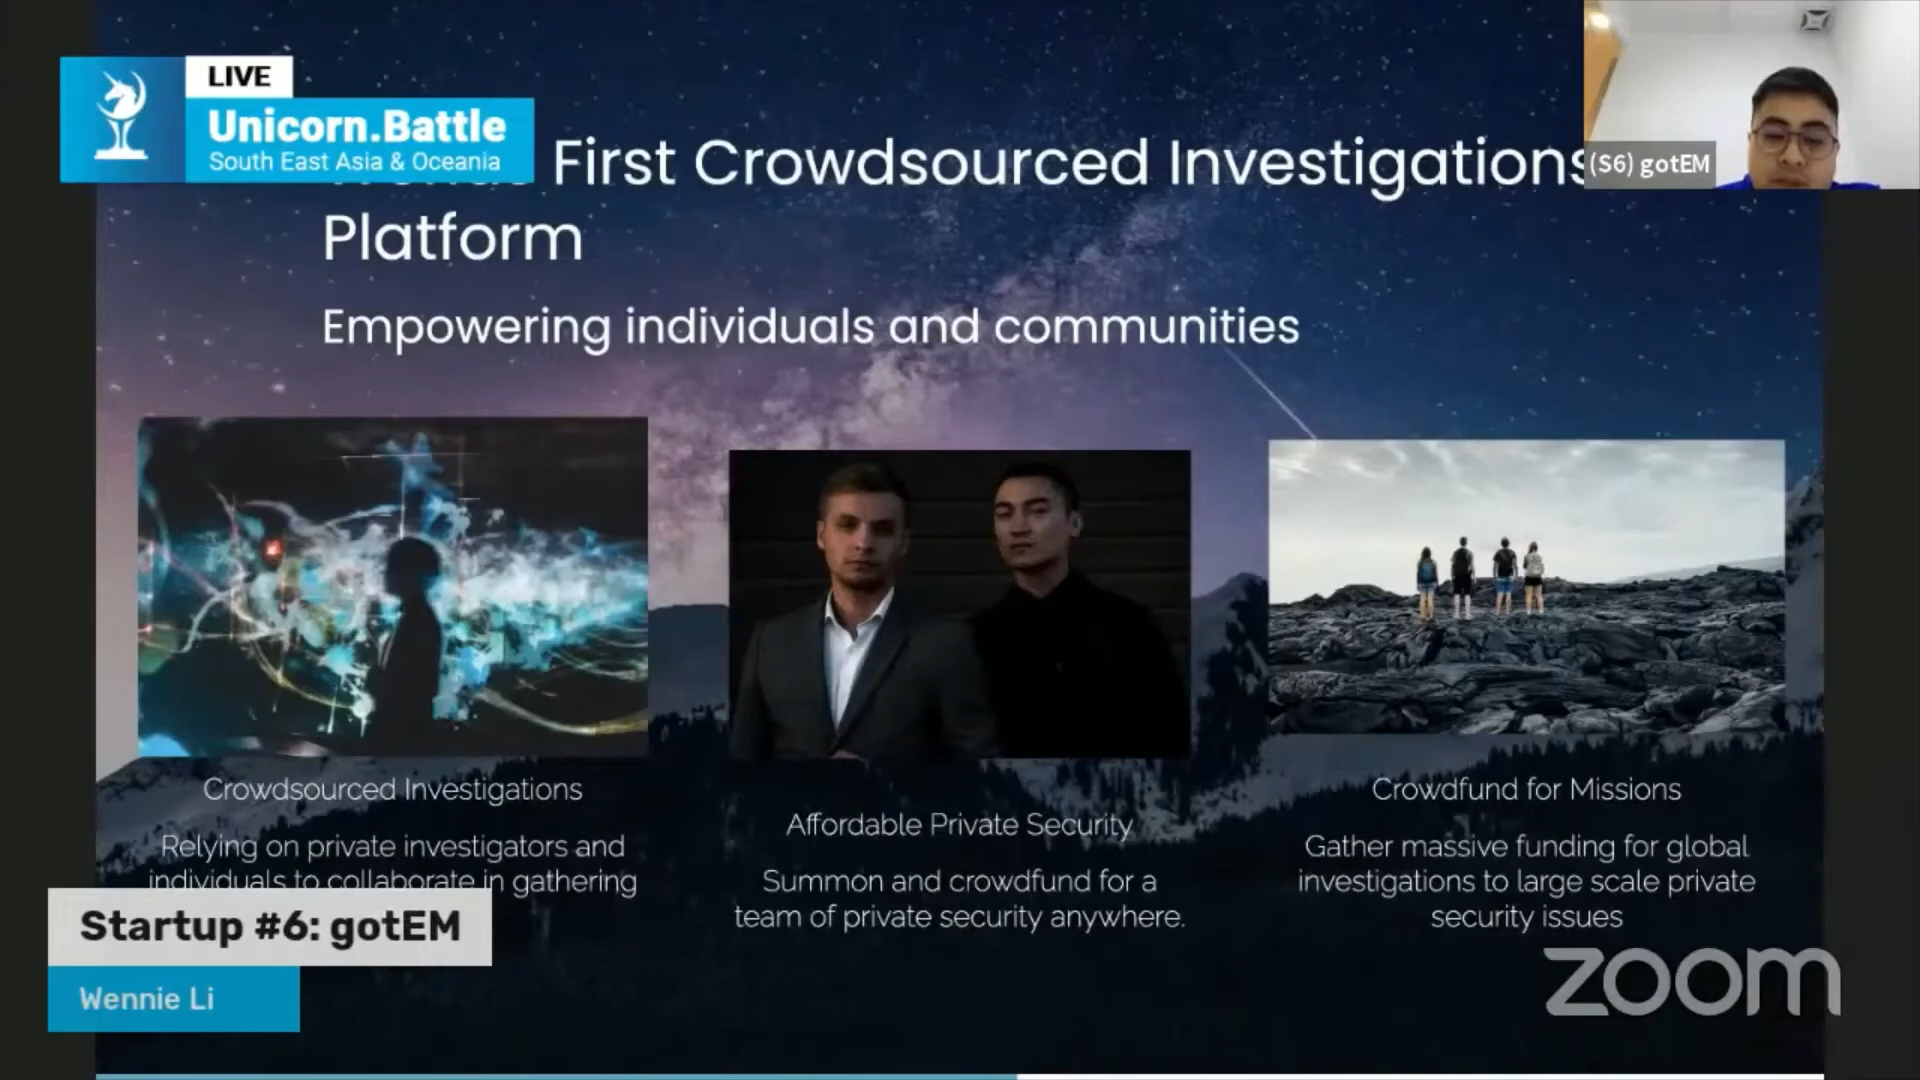 LIVE
Unicorn.Battle
South East Asia & Oceania
First Crowdsourced Investigations
Platform
(S6) gotEM
Empowering individuals and communities
Crowdsourced Investigations
Relying on private investigators and
individuals to collaborate in gathering
Affordable Private Security
Summon and crowdfund for a
team of private security anywhere.
Crowdfund for Missions
Gather massive funding for global
investigations to large scale private
security issues
Startup #6: gotEM
Wennie Li
zoom